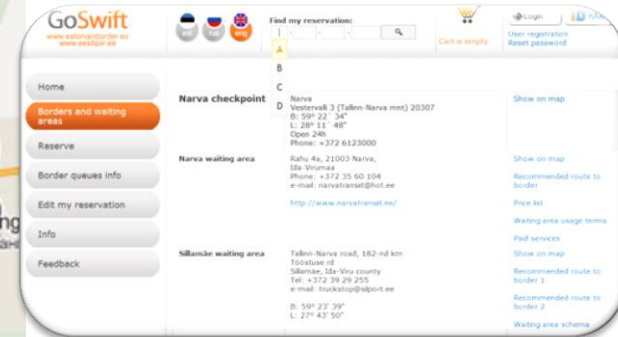 GoSwift
www.estonianborder.eu
www.eestipiir.ee
est
rus
eng
Find my reservation:
A
B
C
D
Cart is empty
Login
User registration
Reset password
Home
Borders and waiting areas
Reserve
Border queues info
Edit my reservation
Info
Feedback
Narva checkpoint
Narva
Vestervalli 3 (Tallinn-Narva mnt) 20307
B: 59° 22´ 34"
L: 28° 11´ 48"
Open 24h
Phone: +372 6123000
Show on map
Narva waiting area
Rahu 4a, 21003 Narva,
Ida-Virumaa
Phone: +372 35 60 104
e-mail: narvatransit@hot.ee
http://www.narvatransit.ee/
Show on map
Recommended route to
border
Price list
Waiting area usage terms
Paid services
Sillamäe waiting area
Tallinn-Narva road, 182-nd km
Tööstuse rd
Sillamäe, Ida-Viru county
Tel: +372 39 29 255
e-mail: truckstop@silport.ee
B: 59° 23' 39"
L: 27° 43' 50"
Show on map
Recommended route to
border 1
Recommended route to
border 2
Waiting area schema